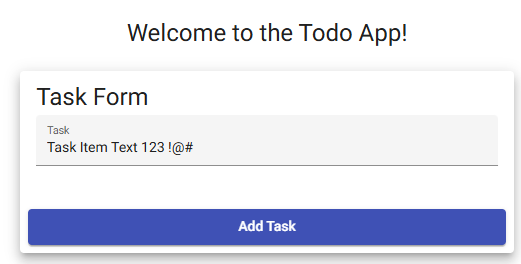 Welcome to the Todo App!
Task Form
Task
Task Item Text 123 !@#
Add Task